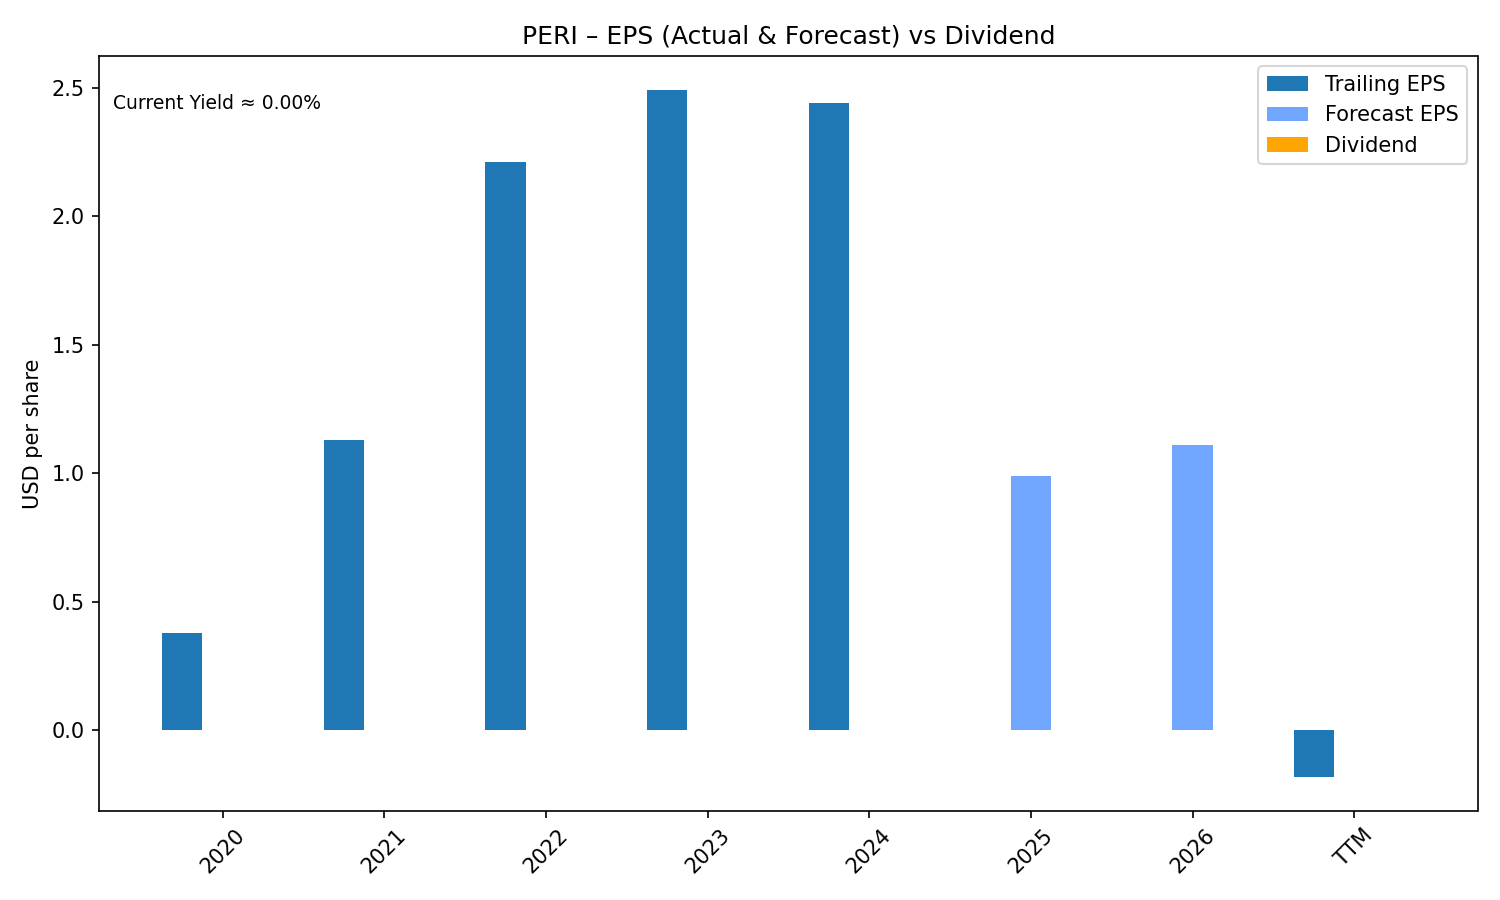 PERI – EPS (Actual & Forecast) vs Dividend
Current Yield ≈ 0.00%
Trailing EPS
Forecast EPS
Dividend
USD per share
2.5
2.0
1.5
1.0
0.5
0.0
2020
2021
2022
2023
2024
2025
2026
TTM